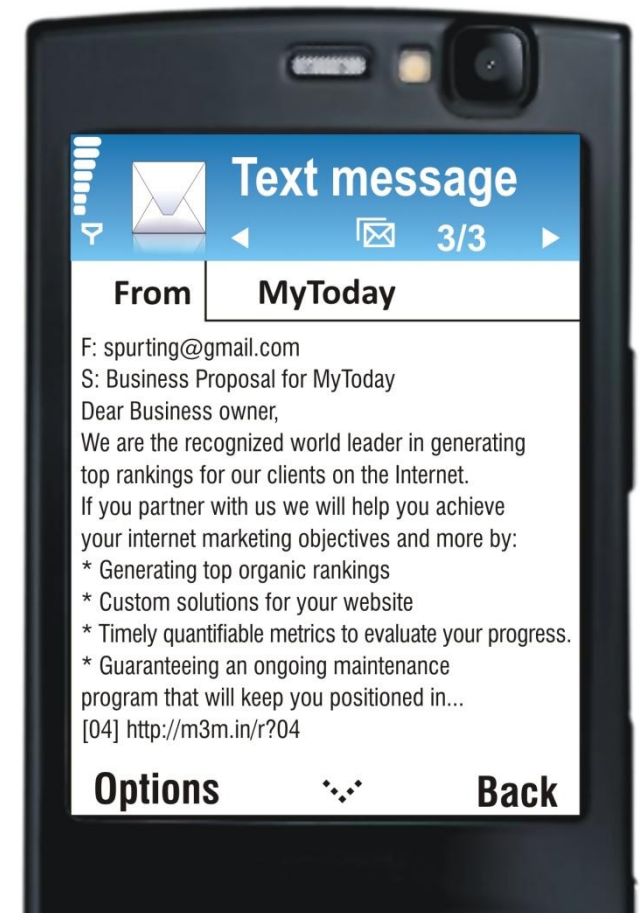 Text message
3/3
From MyToday
F: spurting@gmail.com
S: Business Proposal for MyToday
Dear Business owner,
We are the recognized world leader in generating
top rankings for our clients on the Internet.
If you partner with us we will help you achieve
your internet marketing objectives and more by:
* Generating top organic rankings
* Custom solutions for your website
* Timely quantifiable metrics to evaluate your progress.
* Guaranteeing an ongoing maintenance
program that will keep you positioned in...
[04] http://m3m.in/r?04
Options Back